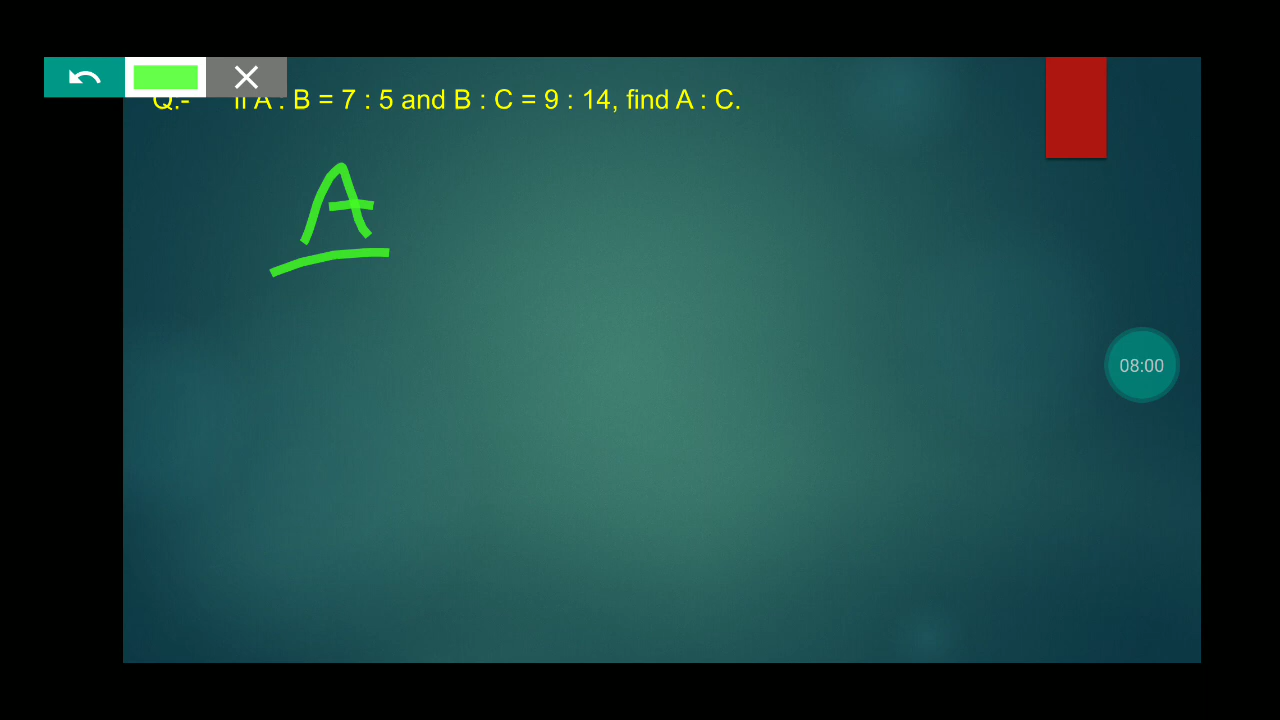 Q.- If A : B = 7 : 5 and B : C = 9 : 14, find A : C.
A
08:00